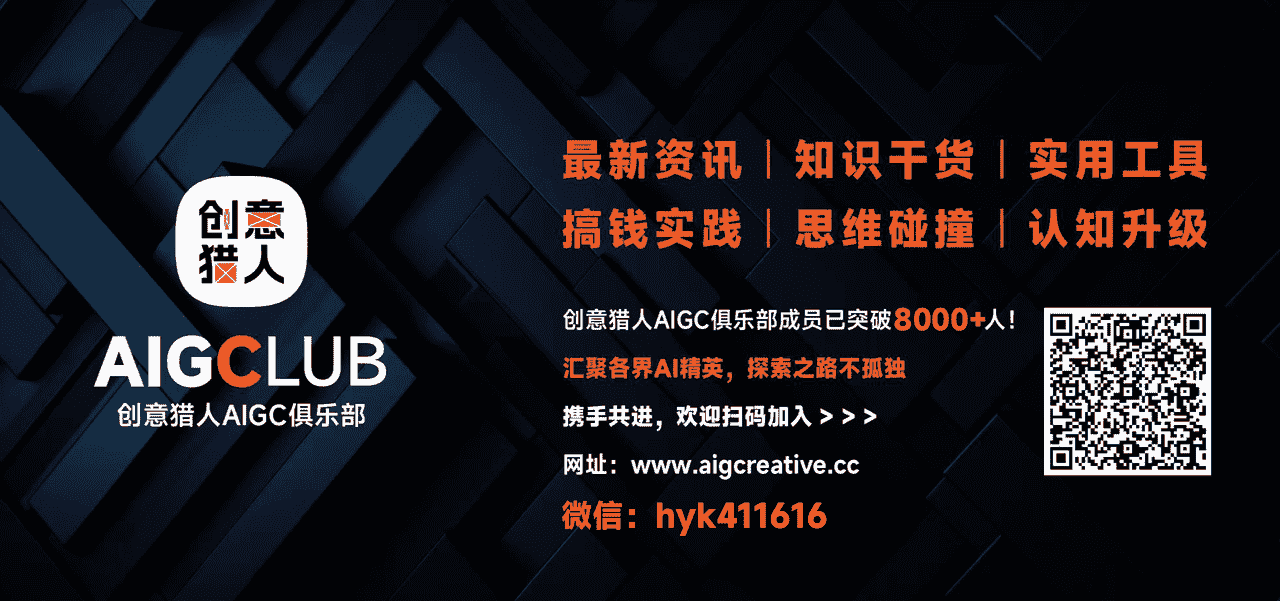 创意
猎人
AIGCLUB
创意猎人AIGC俱乐部
最新资讯｜知识干货｜实用工具
搞钱实践｜思维碰撞｜认知升级
创意猎人AIGC俱乐部成员已突破8000+人！
汇聚各界AI精英，探索之路不孤独
携手共进，欢迎扫码加入 > > >
网址：www.aigcreative.cc
微信：hyk411616